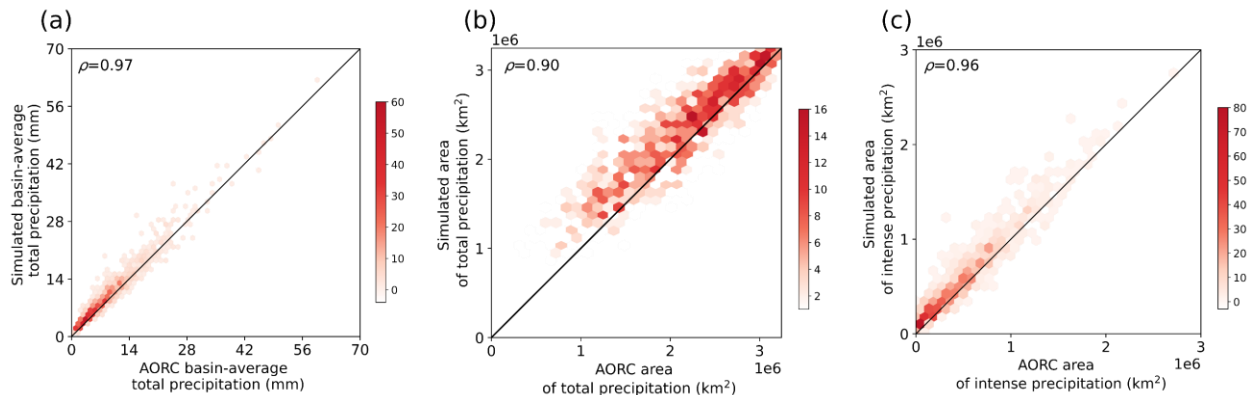 (a)
70
56
42
28
14
0
0 14 28 42 56 70
ρ=0.97
Simulated basin-average
total precipitation (mm)
AORC basin-average
total precipitation (mm)
60
50
40
30
20
10
0
(b)
1e6
3
2
1
0
0 1 2 3
1e6
ρ=0.90
Simulated area
of total precipitation (km²)
AORC area
of total precipitation (km²)
16
14
12
10
8
6
4
2
(c)
1e6
3
2
1
0
0 1 2 3
1e6
ρ=0.96
Simulated area
of intense precipitation (km²)
AORC area
of intense precipitation (km²)
80
70
60
50
40
30
20
10
0